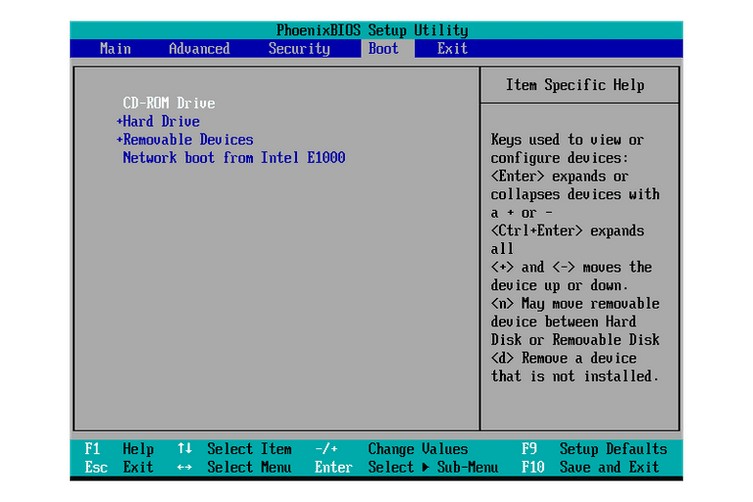 PhoenixBIOS Setup Utility
Main Advanced Security Boot Exit
CD-ROM Drive
+Hard Drive
+Removable Devices
Network boot from Intel E1000
Item Specific Help
Keys used to view or
configure devices:
<Enter> expands or
collapses devices with
a + or -
<Ctrl+Enter> expands
all
<+> and <-> moves the
device up or down.
<n> May move removable
device between Hard
Disk or Removable Disk
<d> Remove a device
that is not installed.
F1 Help ↑↓ Select Item -/+ Change Values F9 Setup Defaults
Esc Exit ↔ Select Menu Enter Select ▶ Sub-Menu F10 Save and Exit